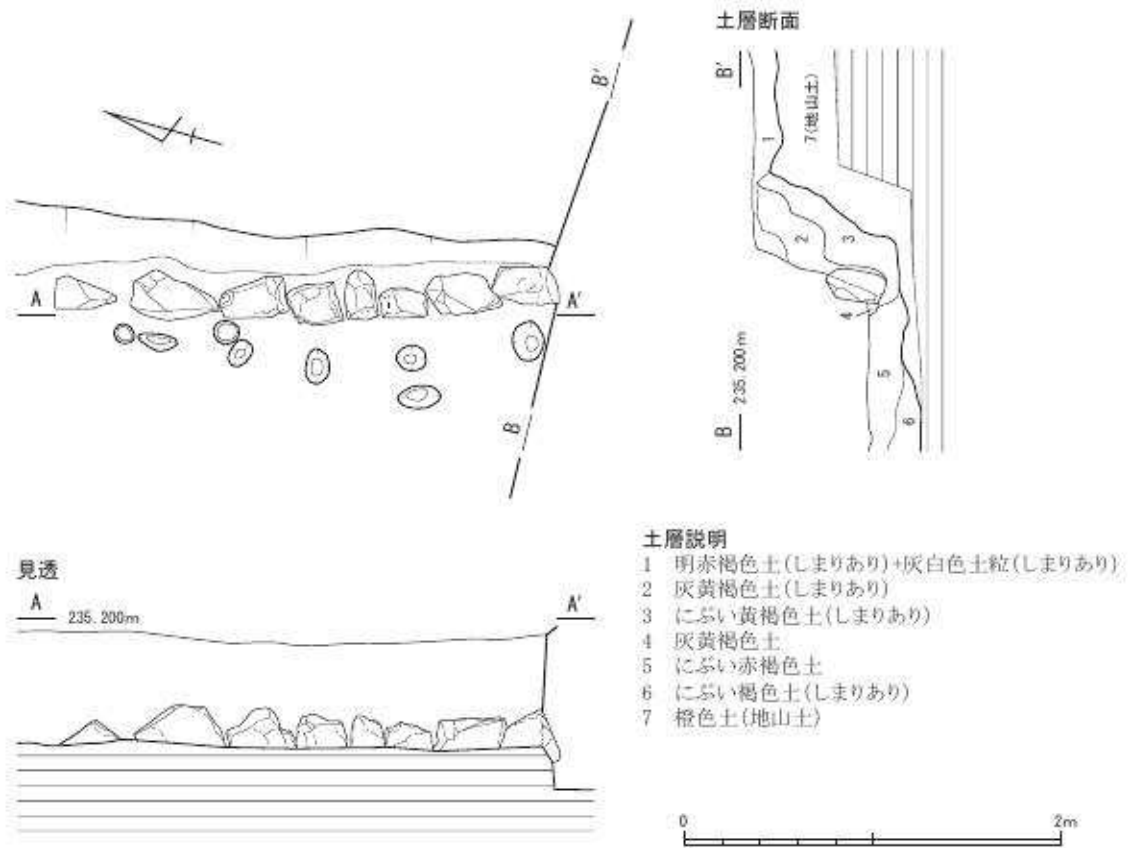 土層断面
B'
B'
1
7(地山土)
2
3
4
5
6
B 235.200m
A
A'
B
見透
A 235.200m
A'
土層説明
1 明赤褐色土(しまりあり)+灰白色土粒(しまりあり)
2 灰黄褐色土(しまりあり)
3 にぶい黄褐色土(しまりあり)
4 灰黄褐色土
5 にぶい赤褐色土
6 にぶい褐色土(しまりあり)
7 橙色土(地山土)
0 2m